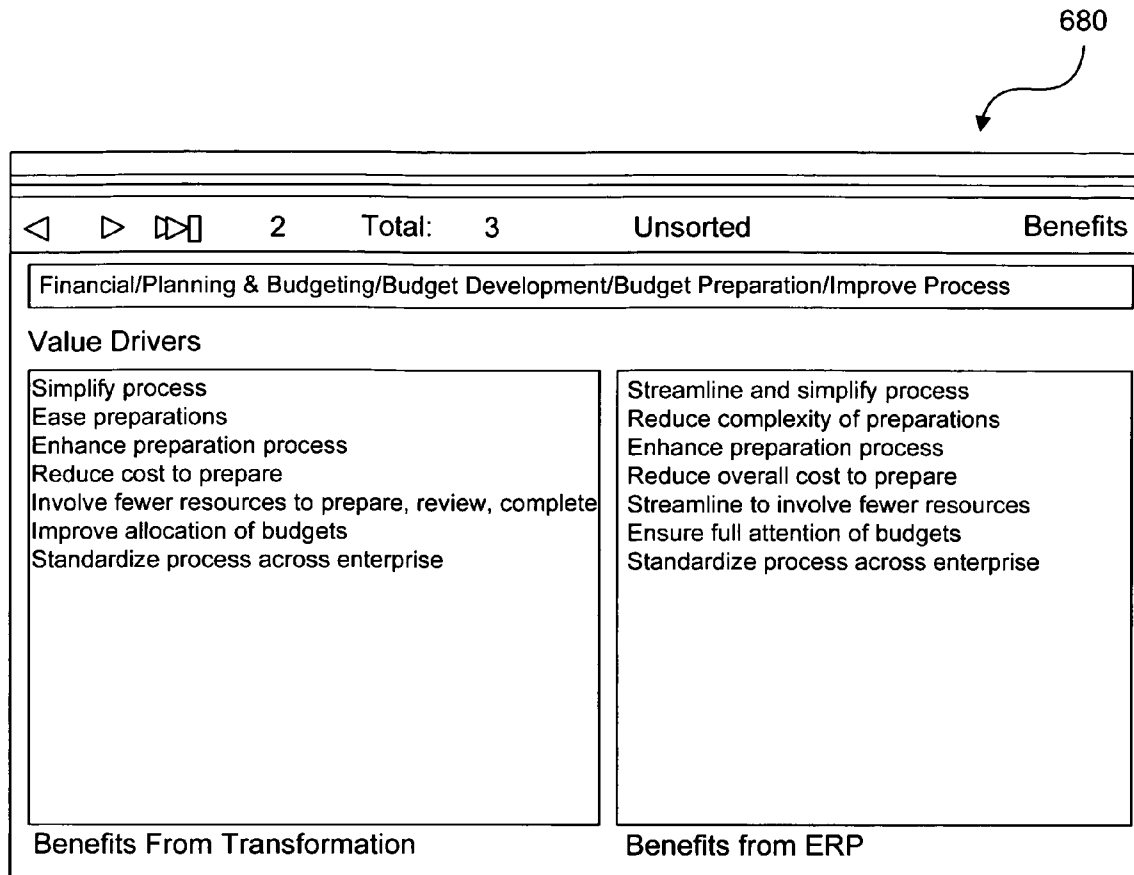 680
2 Total: 3 Unsorted Benefits
Financial/Planning & Budgeting/Budget Development/Budget Preparation/Improve Process
Value Drivers
Simplify process
Ease preparations
Enhance preparation process
Reduce cost to prepare
Involve fewer resources to prepare, review, complete
Improve allocation of budgets
Standardize process across enterprise
Streamline and simplify process
Reduce complexity of preparations
Enhance preparation process
Reduce overall cost to prepare
Streamline to involve fewer resources
Ensure full attention of budgets
Standardize process across enterprise
Benefits From Transformation
Benefits from ERP